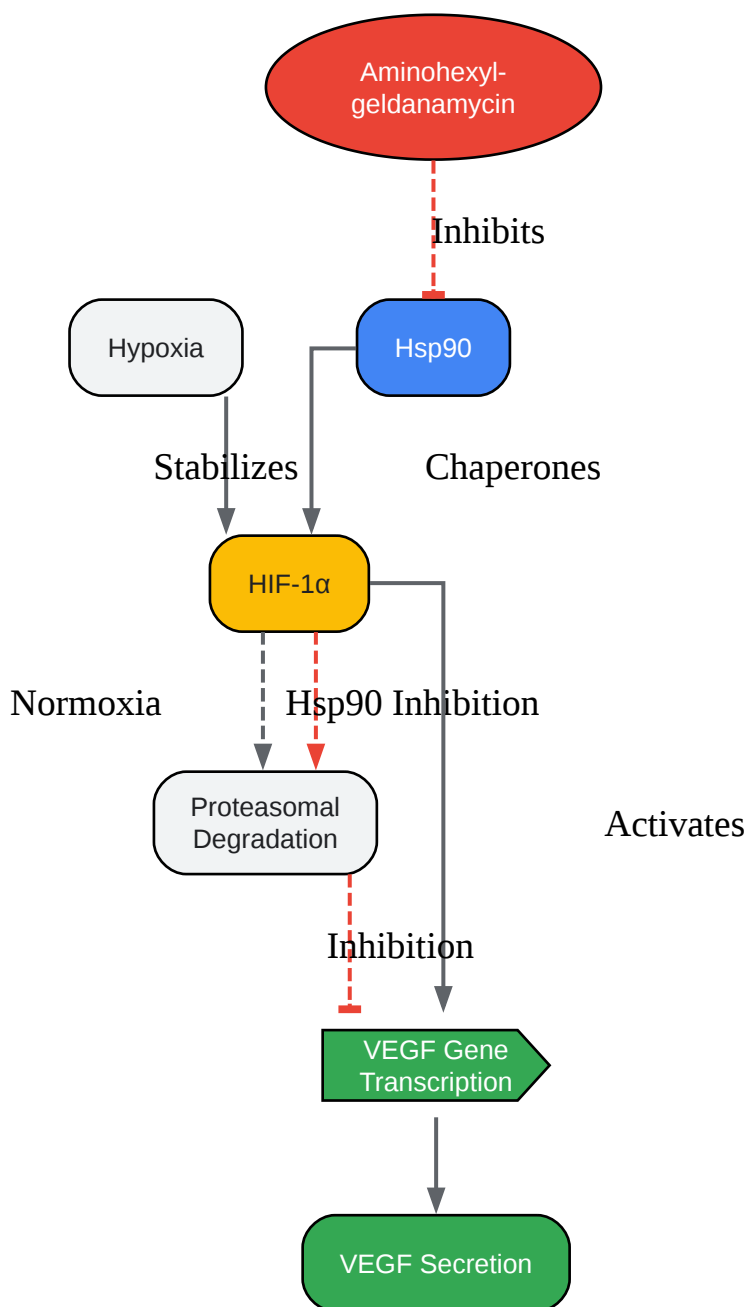 Aminohexyl-
geldanamycin
Inhibits
Hypoxia
Hsp90
Stabilizes
Chaperones
HIF-1α
Normoxia
Hsp90 Inhibition
Proteasomal
Degradation
Activates
Inhibition
VEGF Gene
Transcription
VEGF Secretion